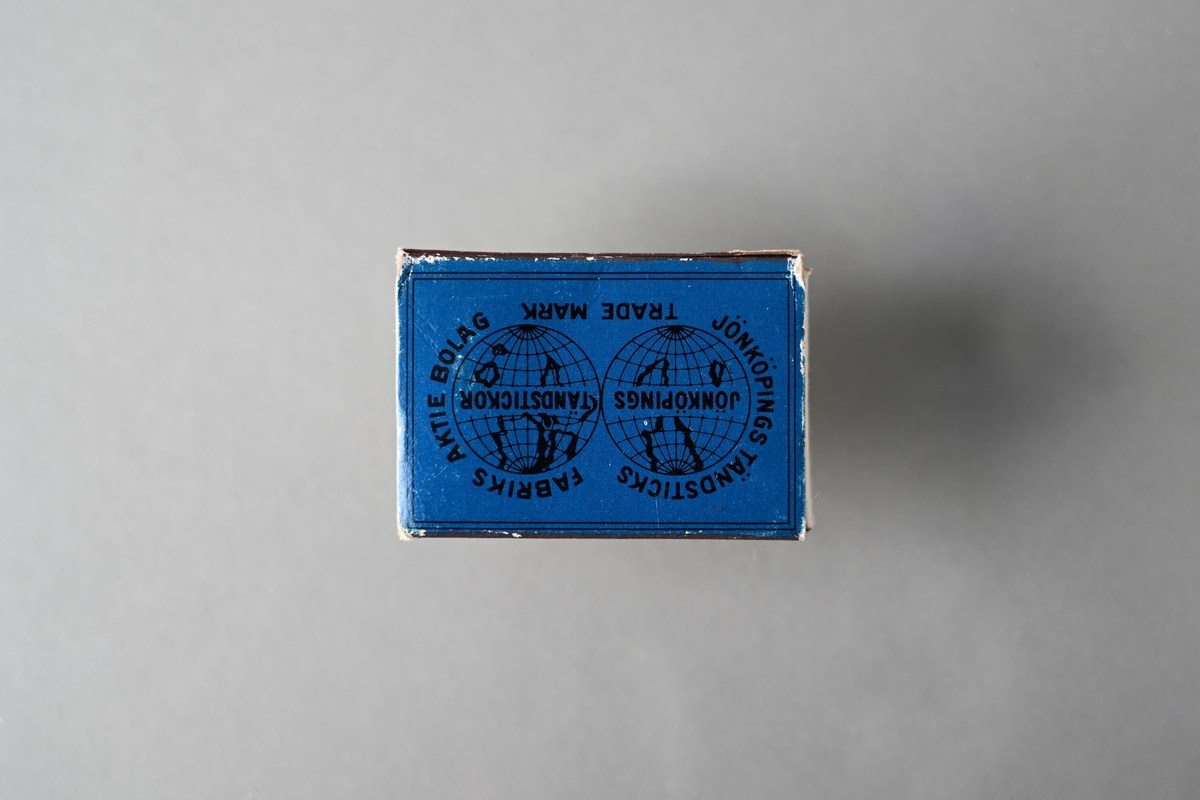 JÖNKÖPINGS TÄNDSTICKS
FABRIKS AKTIE BOLAG
JÖNKÖPINGS
TÄNDSTICKOR
TRADE MARK